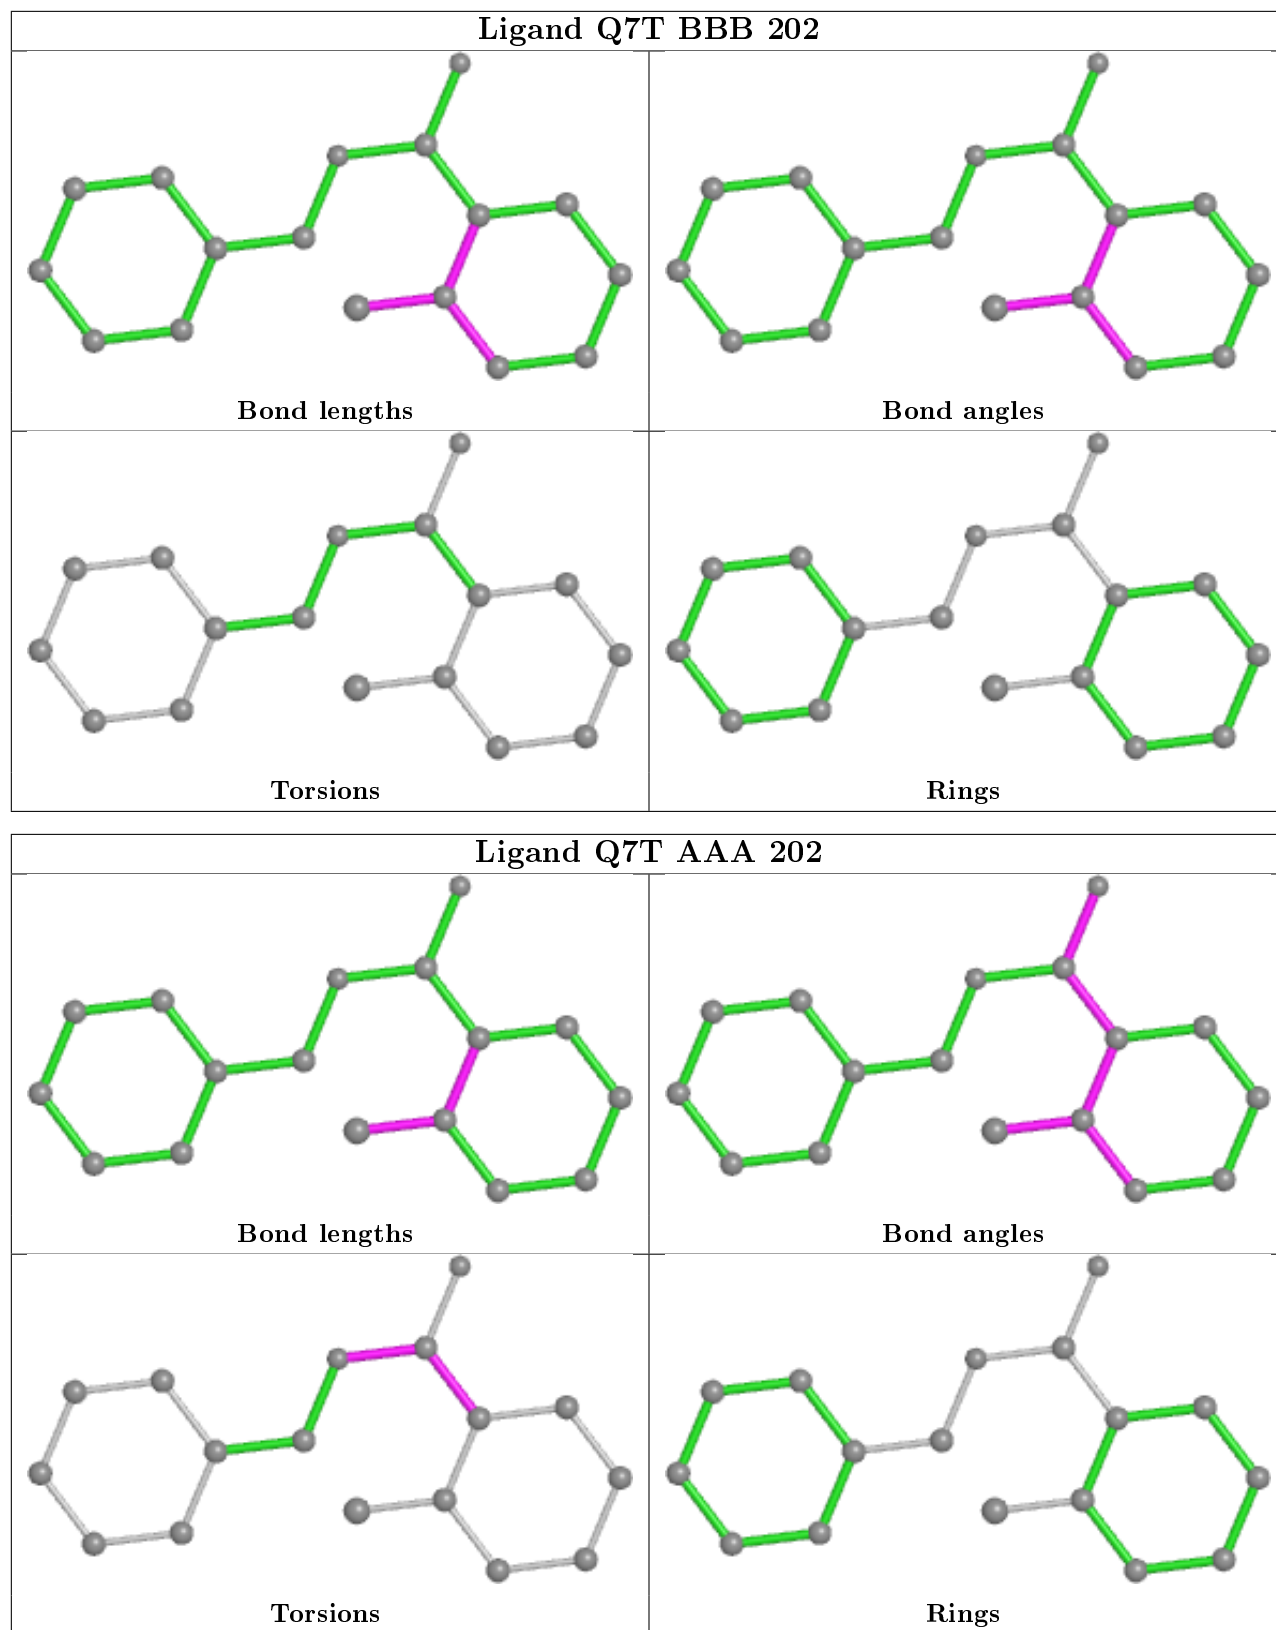 Ligand Q7T BBB 202
Bond lengths
Bond angles
Torsions
Rings
Ligand Q7T AAA 202
Bond lengths
Bond angles
Torsions
Rings